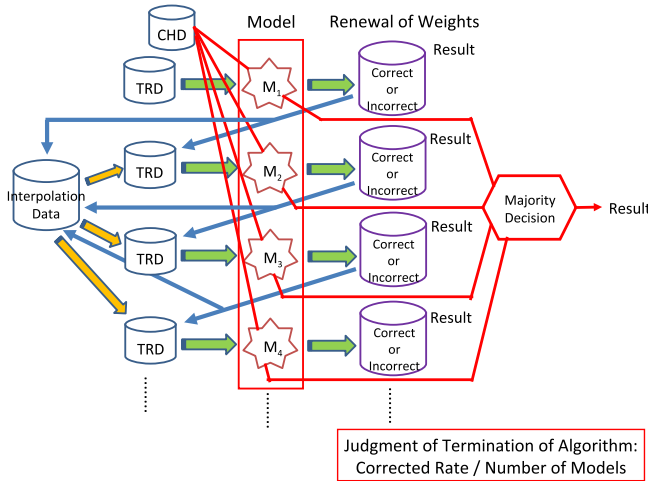 Model
Renewal of Weights
CHD
Result
TRD
M1
Correct
or
Incorrect
Result
TRD
M2
Correct
or
Incorrect
Interpolation
Data
Majority
Decision
Result
Result
TRD
M3
Correct
or
Incorrect
Result
TRD
M4
Correct
or
Incorrect
Judgment of Termination of Algorithm:
Corrected Rate / Number of Models